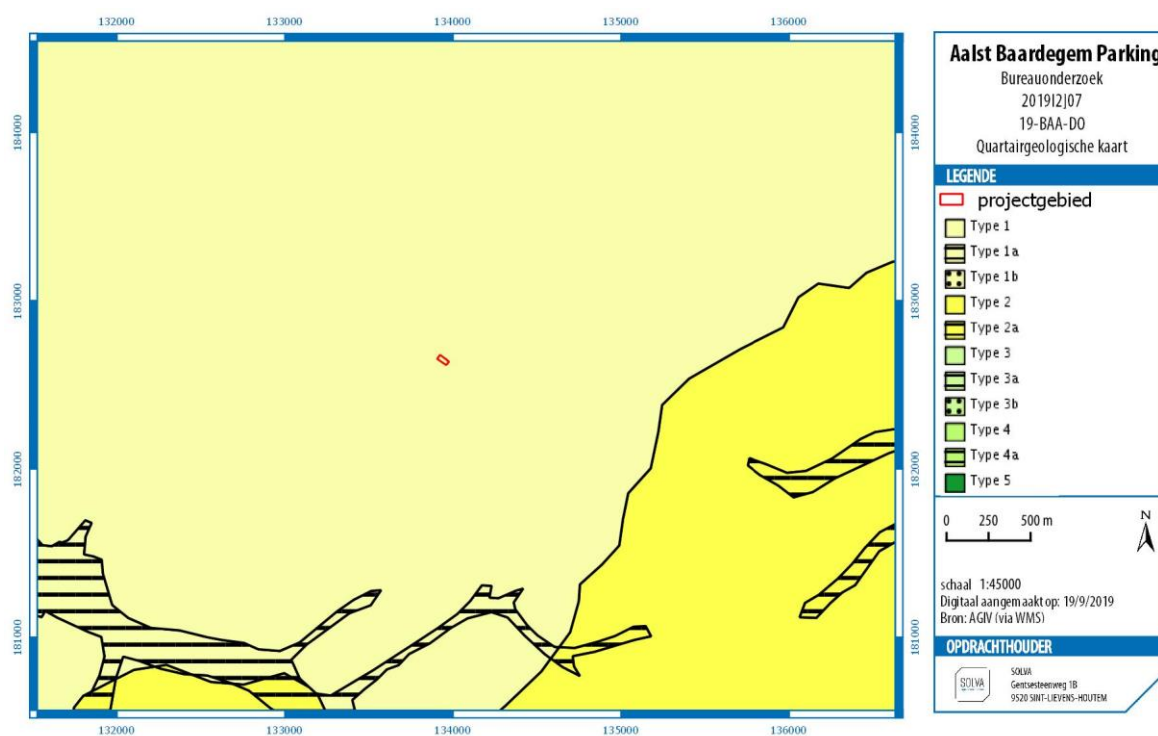 132000 133000 134000 135000 136000
184000 184000
183000 183000
182000 182000
181000 181000
132000 133000 134000 135000 136000
Aalst Baardegem Parking
Bureauonderzoek
2019I2J07
19-BAA-DO
Quartairgeologische kaart
LEGENDE
projectgebied
Type 1
Type 1a
Type 1b
Type 2
Type 2a
Type 3
Type 3a
Type 3b
Type 4
Type 4a
Type 5
0 250 500 m
N
schaal 1:45000
Digitaal aangemaakt op: 19/9/2019
Bron: AGIV (via WMS)
OPDRACHTHOUDER
SOLVA
SOLVA
Gentsesteenweg 1B
9520 SINT-LIEVENS-HOUTEM